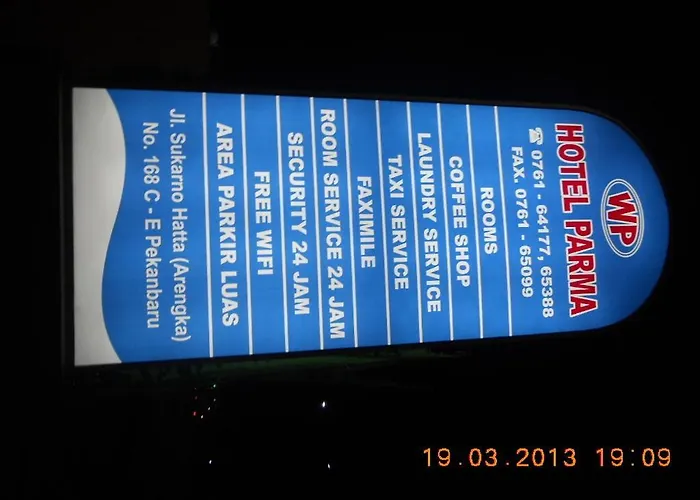 WP
HOTEL PARMA
☎ 0761 - 64177, 65388
FAX. 0761 - 65099
ROOMS
COFFEE SHOP
LAUNDRY SERVICE
TAXI SERVICE
FAXIMILE
ROOM SERVICE 24 JAM
SECURITY 24 JAM
FREE WIFI
AREA PARKIR LUAS
Jl. Sukarno Hatta (Arengka)
No. 168 C - E Pekanbaru
19.03.2013 19:09